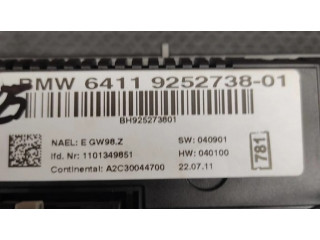 BMW 6411 9252738-01
BH925273801
NAEL: E GW98.Z
SW: 040901
lfd. Nr: 1101349851
HW: 040100
Continental: A2C30044700
22.07.11
781